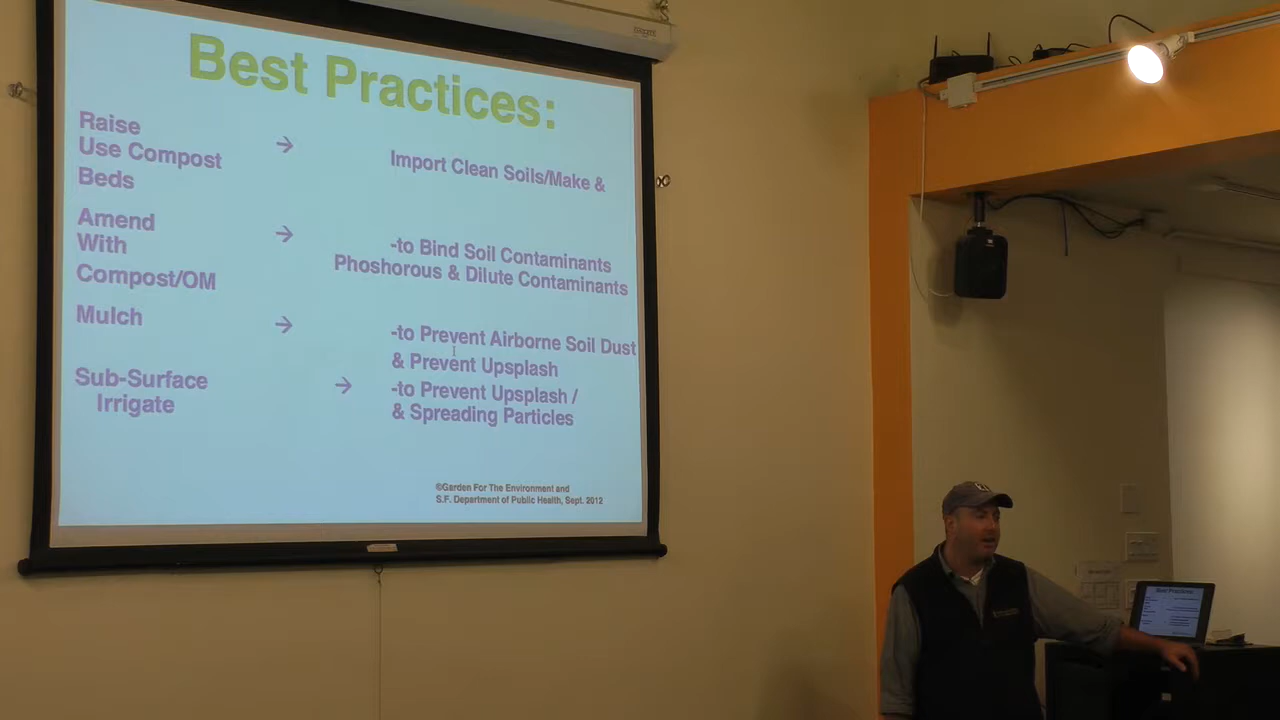 Best Practices:
Raise
Use Compost
Beds
→
Import Clean Soils/Make &
Amend
With
Compost/OM
→
-to Bind Soil Contaminants
Phoshorous & Dilute Contaminants
Mulch
→
-to Prevent Airborne Soil Dust
& Prevent Upsplash
Sub-Surface
Irrigate
→
-to Prevent Upsplash /
& Spreading Particles
©Garden For The Environment and
S.F. Department of Public Health, Sept. 2012
Best Practices: